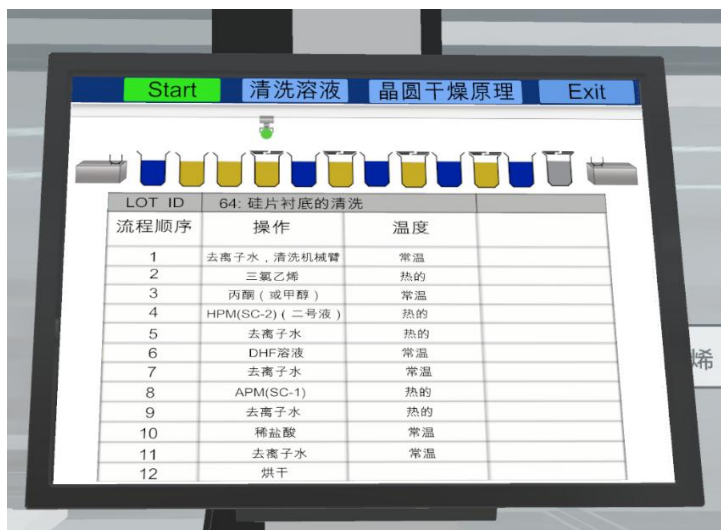 Start 清洗溶液 晶圆干燥原理 Exit
LOT ID 64: 硅片衬底的清洗
流程顺序 操作 温度
1 去离子水，清洗机械臂 常温
2 三氯乙烯 热的
3 丙酮（或甲醇） 常温
4 HPM(SC-2)（二号液） 热的
5 去离子水 热的
6 DHF溶液 常温
7 去离子水 常温
8 APM(SC-1) 热的
9 去离子水 热的
10 稀盐酸 常温
11 去离子水 常温
12 烘干
烯